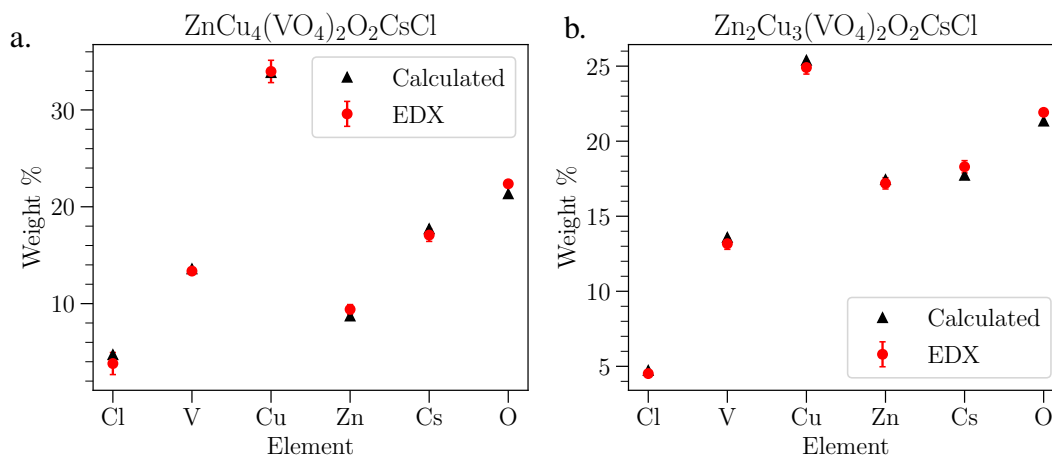 a.
ZnCu₄(VO₄)₂O₂CsCl
Weight %
30
20
10
Calculated
EDX
Cl V Cu Zn Cs O
Element
b.
Zn₂Cu₃(VO₄)₂O₂CsCl
Weight %
25
20
15
10
5
Calculated
EDX
Cl V Cu Zn Cs O
Element